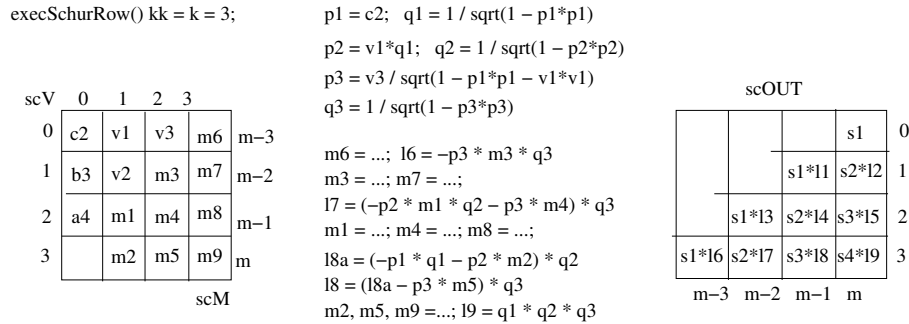 execSchurRow() kk = k = 3;
p1 = c2; q1 = 1 / sqrt(1 − p1*p1)
p2 = v1*q1; q2 = 1 / sqrt(1 − p2*p2)
p3 = v3 / sqrt(1 − p1*p1 − v1*v1)
q3 = 1 / sqrt(1 − p3*p3)
m6 = ...; l6 = −p3 * m3 * q3
m3 = ...; m7 = ...;
l7 = (−p2 * m1 * q2 − p3 * m4) * q3
m1 = ...; m4 = ...; m8 = ...;
l8a = (−p1 * q1 − p2 * m2) * q2
l8 = (l8a − p3 * m5) * q3
m2, m5, m9 =...; l9 = q1 * q2 * q3
scV 0 1 2 3
0 c2 v1 v3 m6 m−3
1 b3 v2 m3 m7 m−2
2 a4 m1 m4 m8 m−1
3 m2 m5 m9 m
scM
scOUT
s1 0
s1*l1 s2*l2 1
s1*l3 s2*l4 s3*l5 2
s1*l6 s2*l7 s3*l8 s4*l9 3
m−3 m−2 m−1 m